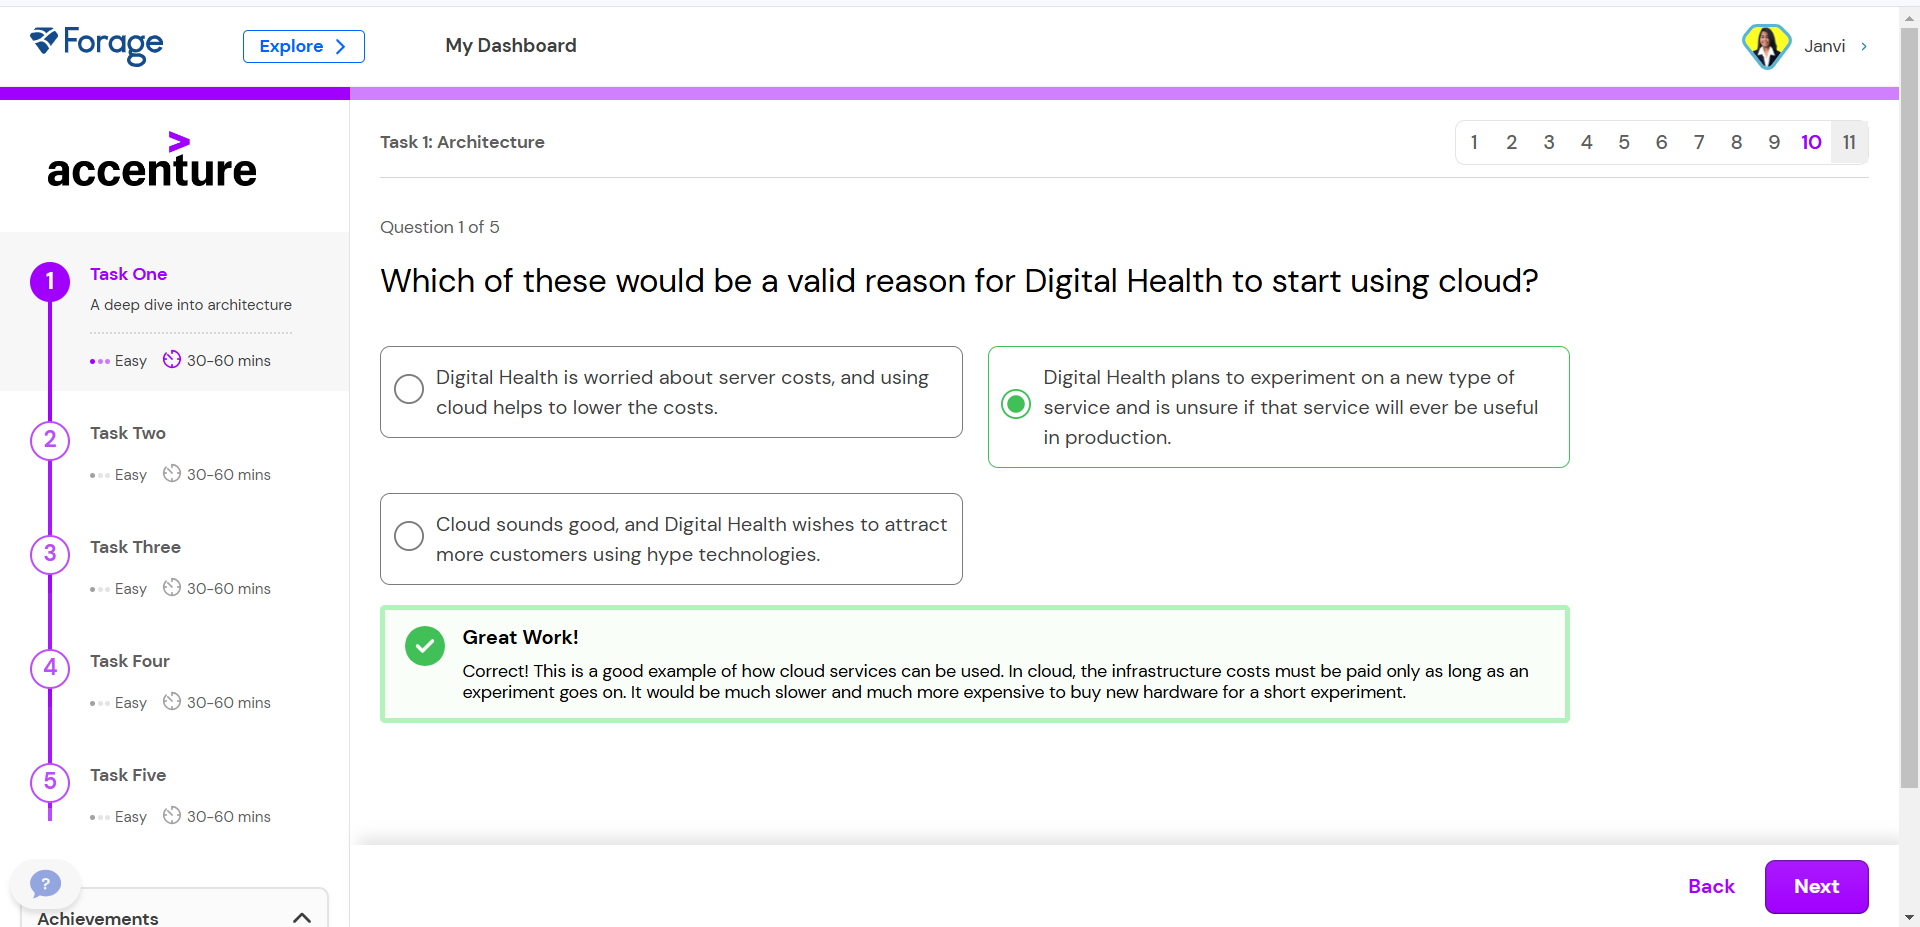 Forage
Explore
My Dashboard
Janvi
accenture
Task 1: Architecture
1 2 3 4 5 6 7 8 9 10 11
1
Task One
A deep dive into architecture
Easy 30-60 mins
2
Task Two
Easy 30-60 mins
3
Task Three
Easy 30-60 mins
4
Task Four
Easy 30-60 mins
5
Task Five
Easy 30-60 mins
?
Achievements
Question 1 of 5
Which of these would be a valid reason for Digital Health to start using cloud?
Digital Health is worried about server costs, and using
cloud helps to lower the costs.
Digital Health plans to experiment on a new type of
service and is unsure if that service will ever be useful
in production.
Cloud sounds good, and Digital Health wishes to attract
more customers using hype technologies.
Great Work!
Correct! This is a good example of how cloud services can be used. In cloud, the infrastructure costs must be paid only as long as an
experiment goes on. It would be much slower and much more expensive to buy new hardware for a short experiment.
Back
Next